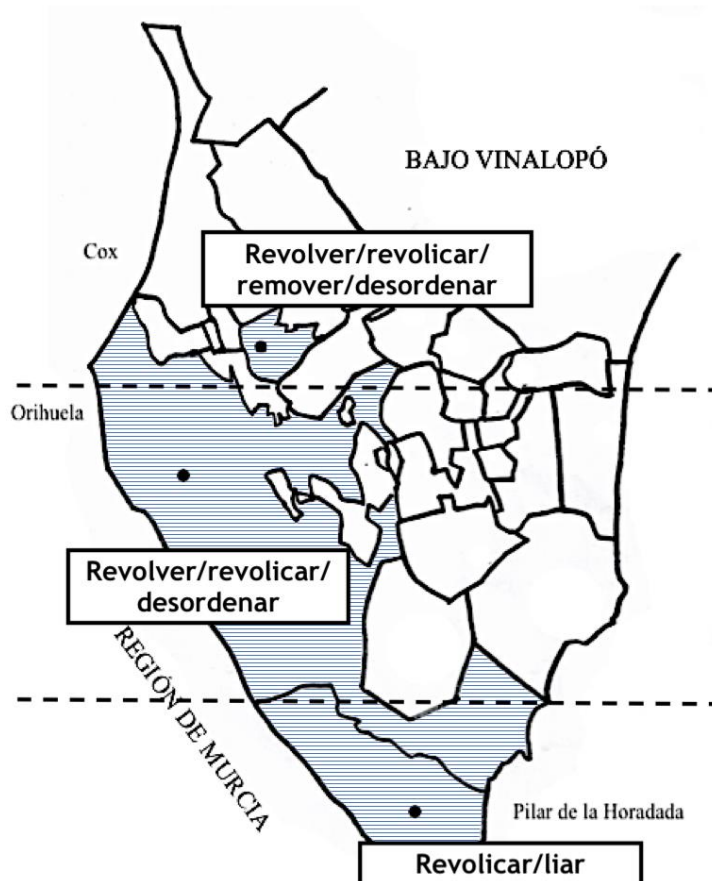 BAJO VINALOPÓ
Cox
Revolver/revolicar/
remover/desordenar
Orihuela
Revolver/revolicar/
desordenar
REGIÓN DE MURCIA
Pilar de la Horadada
Revolicar/liar